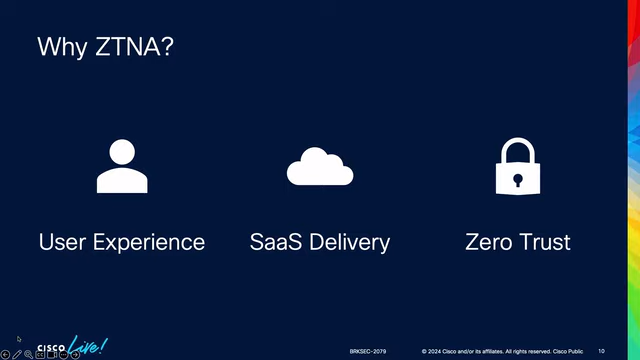 Why ZTNA?
User Experience
SaaS Delivery
Zero Trust
CISCO Live!
BRKSEC-2079
© 2024 Cisco and/or its affiliates. All rights reserved. Cisco Public
10